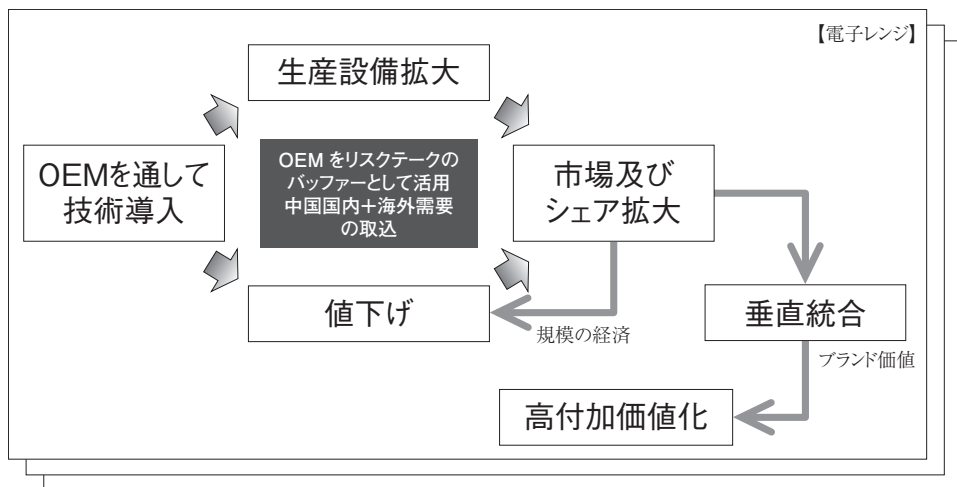 【電子レンジ】
生産設備拡大
OEMを通して
技術導入
OEM をリスクテークの
バッファーとして活用
中国国内＋海外需要
の取込
市場及び
シェア拡大
値下げ
規模の経済
垂直統合
ブランド価値
高付加価値化